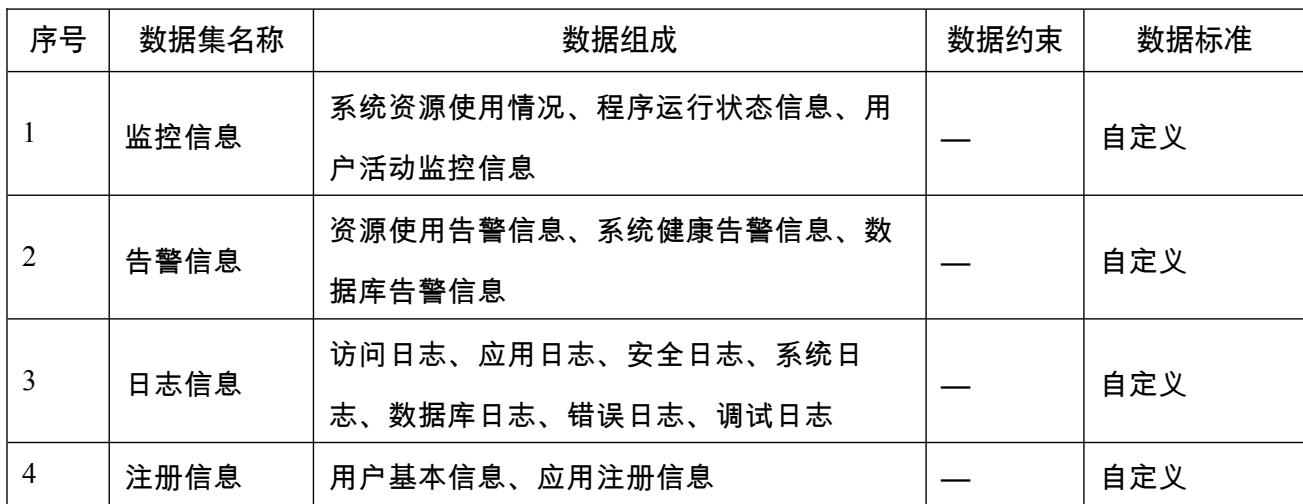 序号 数据集名称 数据组成 数据约束 数据标准
1 监控信息 系统资源使用情况、程序运行状态信息、用
户活动监控信息 — 自定义
2 告警信息 资源使用告警信息、系统健康告警信息、数
据库告警信息 — 自定义
3 日志信息 访问日志、应用日志、安全日志、系统日
志、数据库日志、错误日志、调试日志 — 自定义
4 注册信息 用户基本信息、应用注册信息 — 自定义